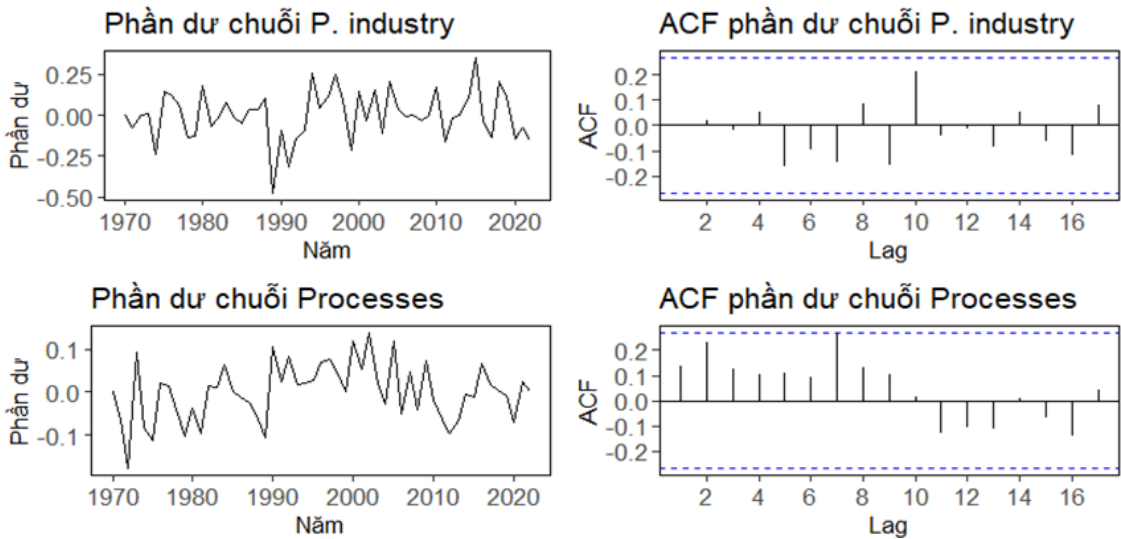 Phần dư chuỗi P. industry
Phần dư
0.25
0.00
-0.25
-0.50
1970 1980 1990 2000 2010 2020
Năm
ACF phần dư chuỗi P. industry
ACF
0.2
0.1
0.0
-0.1
-0.2
2 4 6 8 10 12 14 16
Lag
Phần dư chuỗi Processes
Phần dư
0.1
0.0
-0.1
1970 1980 1990 2000 2010 2020
Năm
ACF phần dư chuỗi Processes
ACF
0.2
0.1
0.0
-0.1
-0.2
2 4 6 8 10 12 14 16
Lag